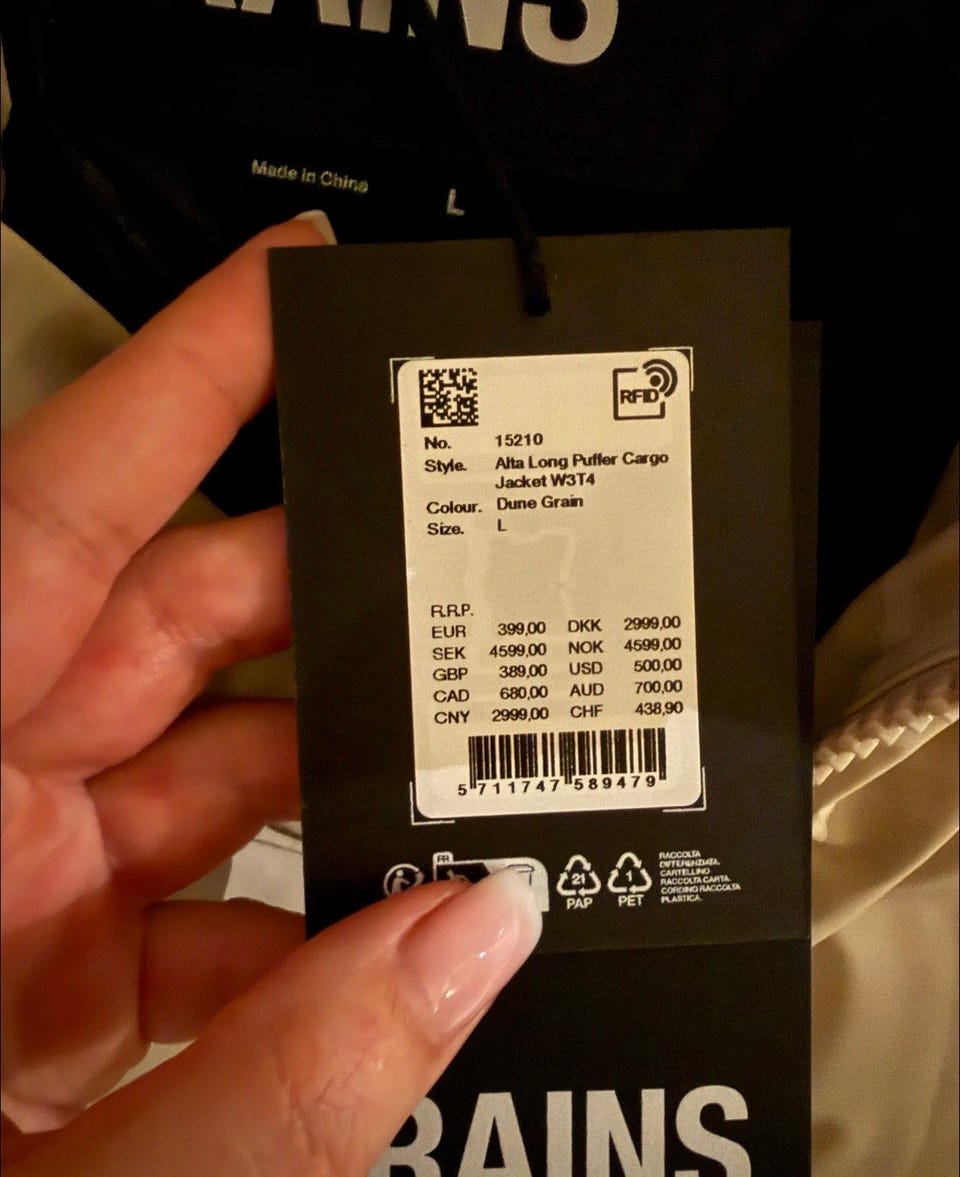 AINS
Made in China
L
RFID
No. 15210
Style. Alta Long Puffer Cargo
Jacket W3T4
Colour. Dune Grain
Size. L
R.R.P.
EUR 399,00 DKK 2999,00
SEK 4599,00 NOK 4599,00
GBP 389,00 USD 500,00
CAD 680,00 AUD 700,00
CNY 2999,00 CHF 438,90
5 711747 589479
FR
21
PAP
1
PET
RACCOLTA
DIFFERENZIATA.
CARTELLINO
RACCOLTA CARTA.
CORDINO RACCOLTA
PLASTICA.
RAINS